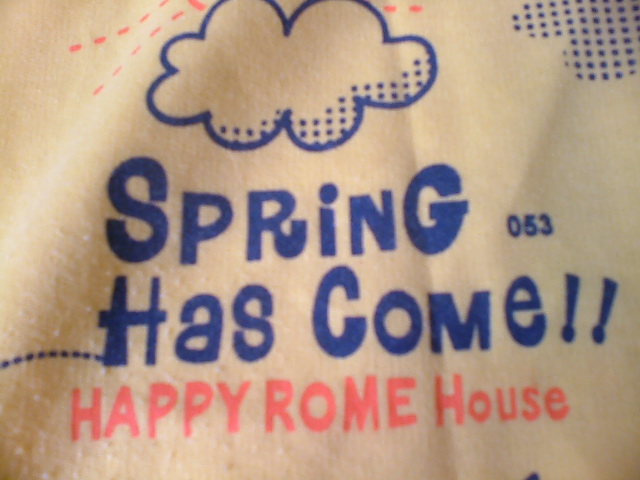 SPRiNG 053
Has Come!!
HAPPY ROME House